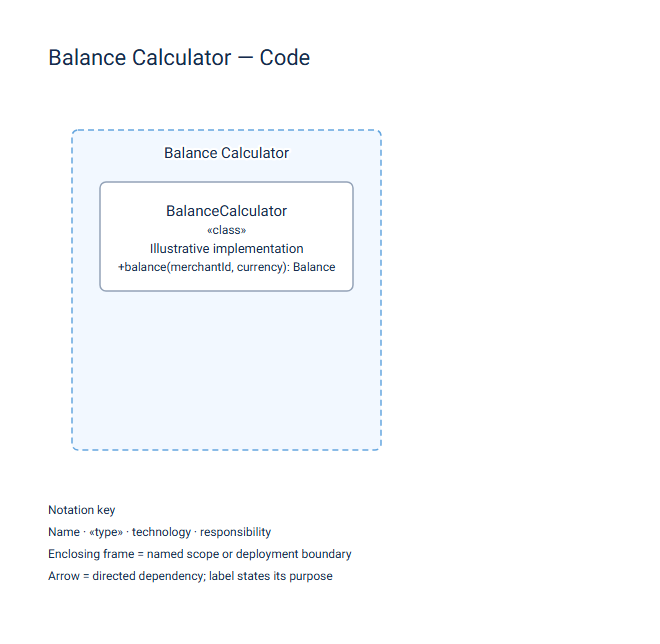 Balance Calculator — Code
Balance Calculator
BalanceCalculator
«class»
Illustrative implementation
+balance(merchantId, currency): Balance
Notation key
Name · «type» · technology · responsibility
Enclosing frame = named scope or deployment boundary
Arrow = directed dependency; label states its purpose